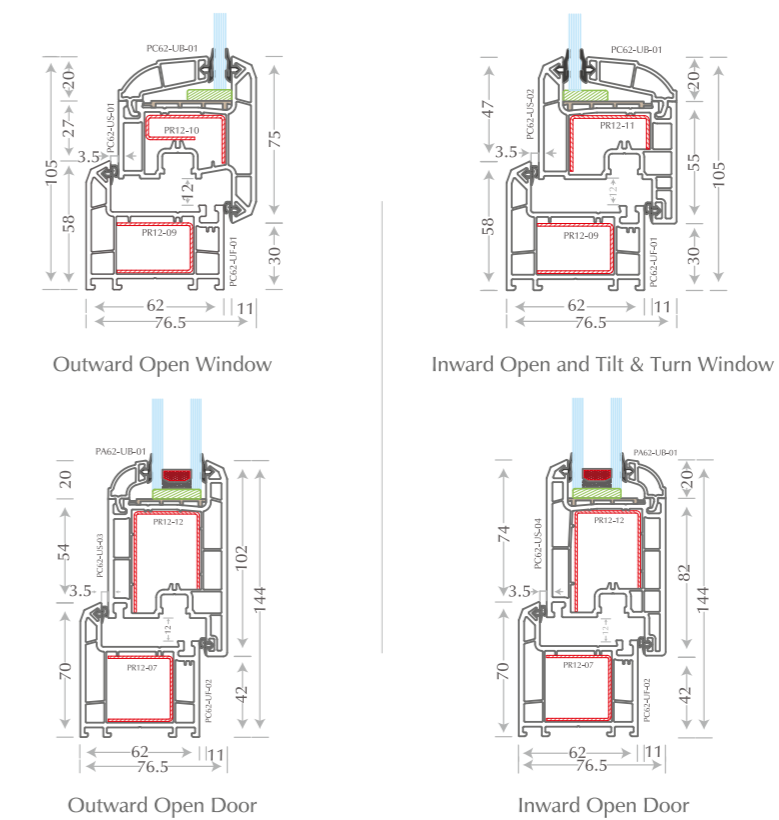 PC62-UB-01
20
27
PC62-US-01
3.5
105
58
PR12-10
75
12
PR12-09
PC62-UF-01
30
62
11
76.5
Outward Open Window
PC62-UB-01
47
PC62-US-02
3.5
58
20
PR12-11
55
105
12
PR12-09
PC62-UF-01
30
62
11
76.5
Inward Open and Tilt & Turn Window
PA62-UB-01
20
54
PC62-US-03
3.5
70
PR12-12
102
144
12
PR12-07
PC62-UF-02
42
62
11
76.5
Outward Open Door
PA62-UB-01
74
PC62-US-04
3.5
70
20
PR12-12
82
144
12
PR12-07
PC62-UF-02
42
62
11
76.5
Inward Open Door